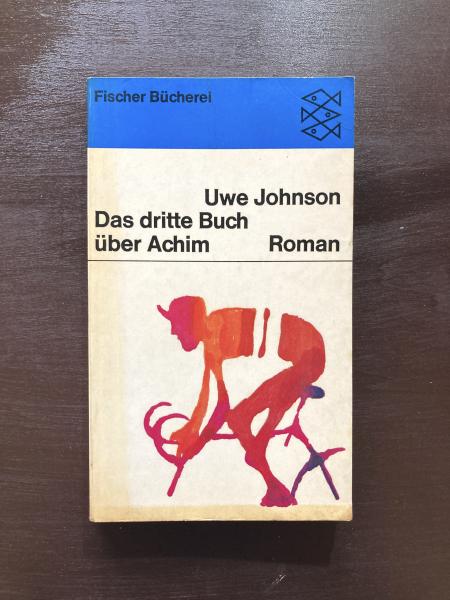 Fischer Bücherei
Uwe Johnson
Das dritte Buch
über Achim Roman